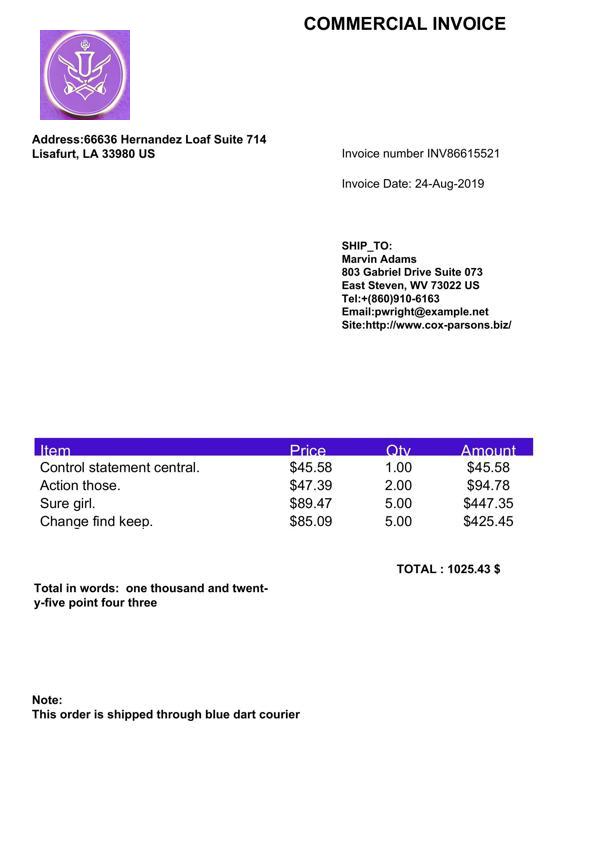 COMMERCIAL INVOICE
Address:66636 Hernandez Loaf Suite 714
Lisafurt, LA 33980 US
Invoice number INV86615521
Invoice Date: 24-Aug-2019
SHIP_TO:
Marvin Adams
803 Gabriel Drive Suite 073
East Steven, WV 73022 US
Tel:+(860)910-6163
Email:pwright@example.net
Site:http://www.cox-parsons.biz/
Item Price Qty Amount
Control statement central. $45.58 1.00 $45.58
Action those. $47.39 2.00 $94.78
Sure girl. $89.47 5.00 $447.35
Change find keep. $85.09 5.00 $425.45
TOTAL : 1025.43 $
Total in words:  one thousand and twent-
y-five point four three
Note:
This order is shipped through blue dart courier